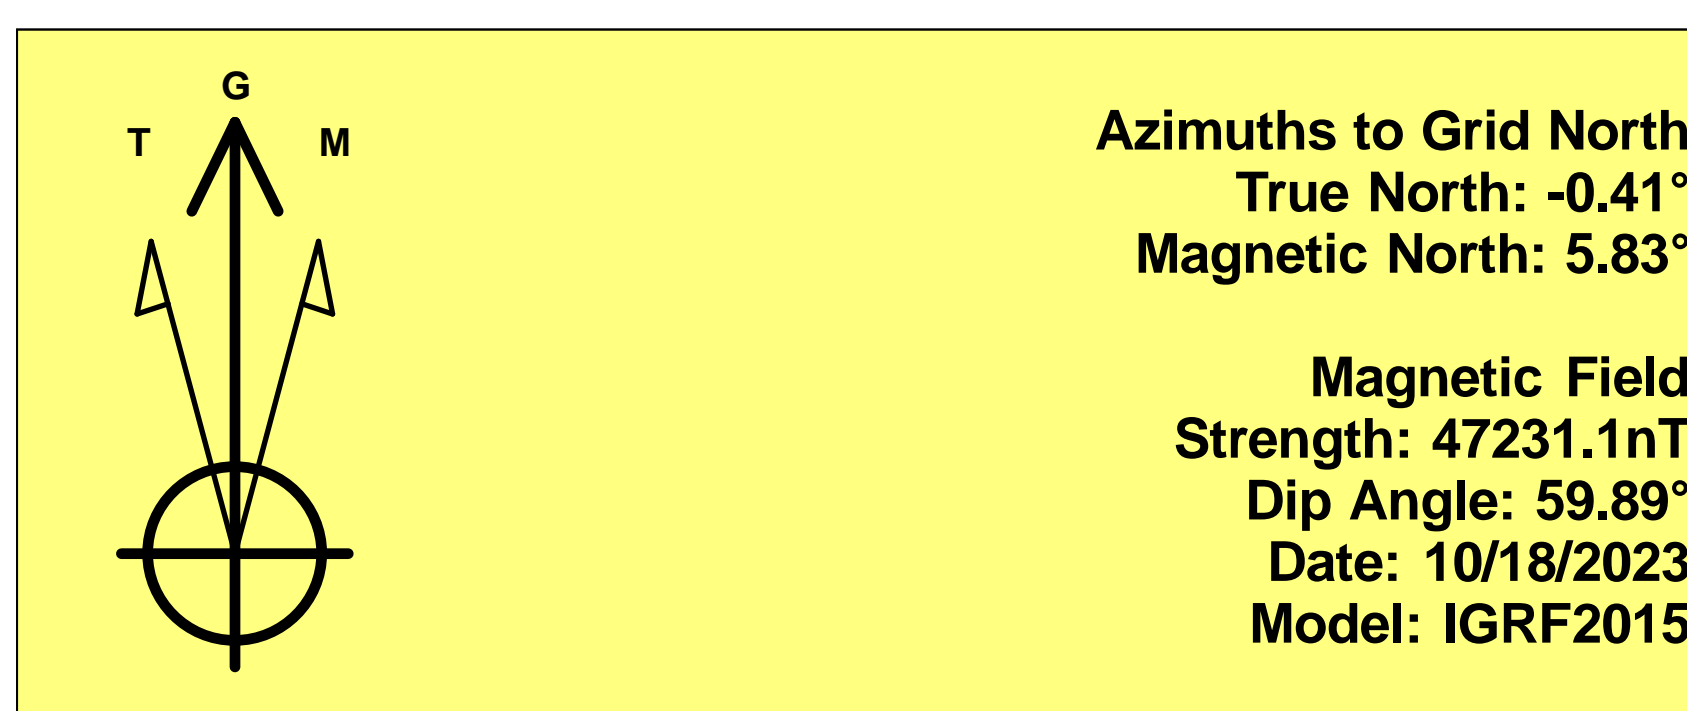 G
T M
Azimuths to Grid North
True North: -0.41°
Magnetic North: 5.83°
Magnetic Field
Strength: 47231.1nT
Dip Angle: 59.89°
Date: 10/18/2023
Model: IGRF2015